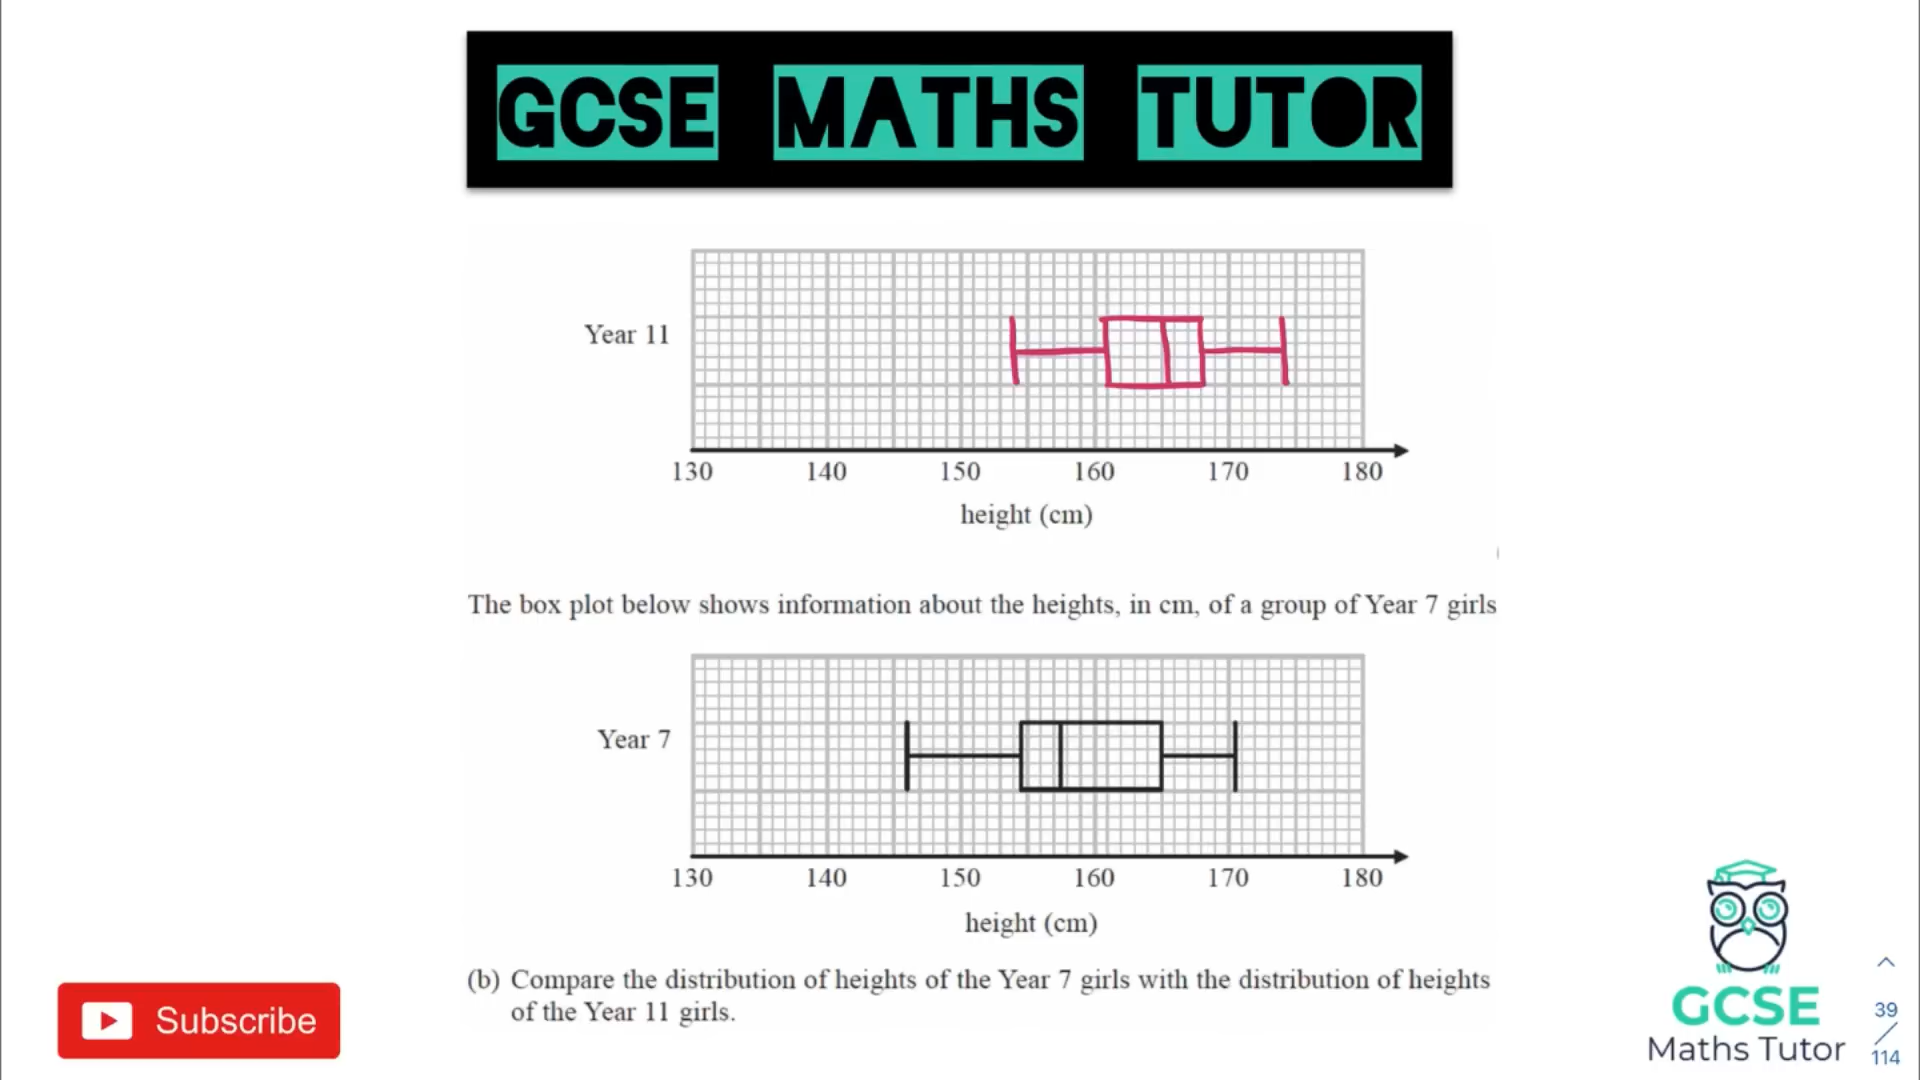 GCSE MATHS TUTOR
Year 11
130 140 150 160 170 180
height (cm)
The box plot below shows information about the heights, in cm, of a group of Year 7 girls
Year 7
130 140 150 160 170 180
height (cm)
(b) Compare the distribution of heights of the Year 7 girls with the distribution of heights
of the Year 11 girls.
Subscribe
GCSE
Maths Tutor
39
/
114